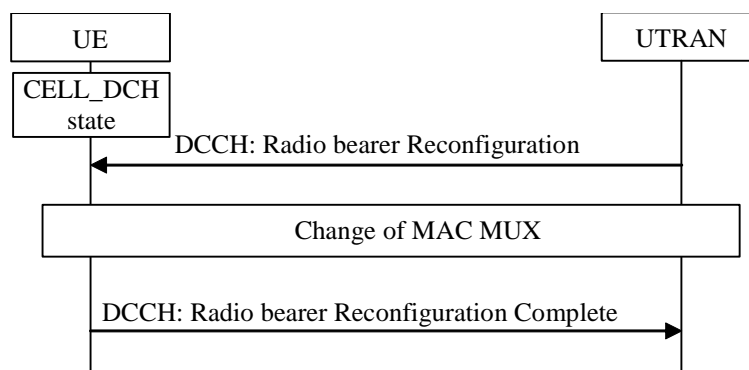 UE
UTRAN
CELL_DCH
state
DCCH: Radio bearer Reconfiguration
Change of MAC MUX
DCCH: Radio bearer Reconfiguration Complete